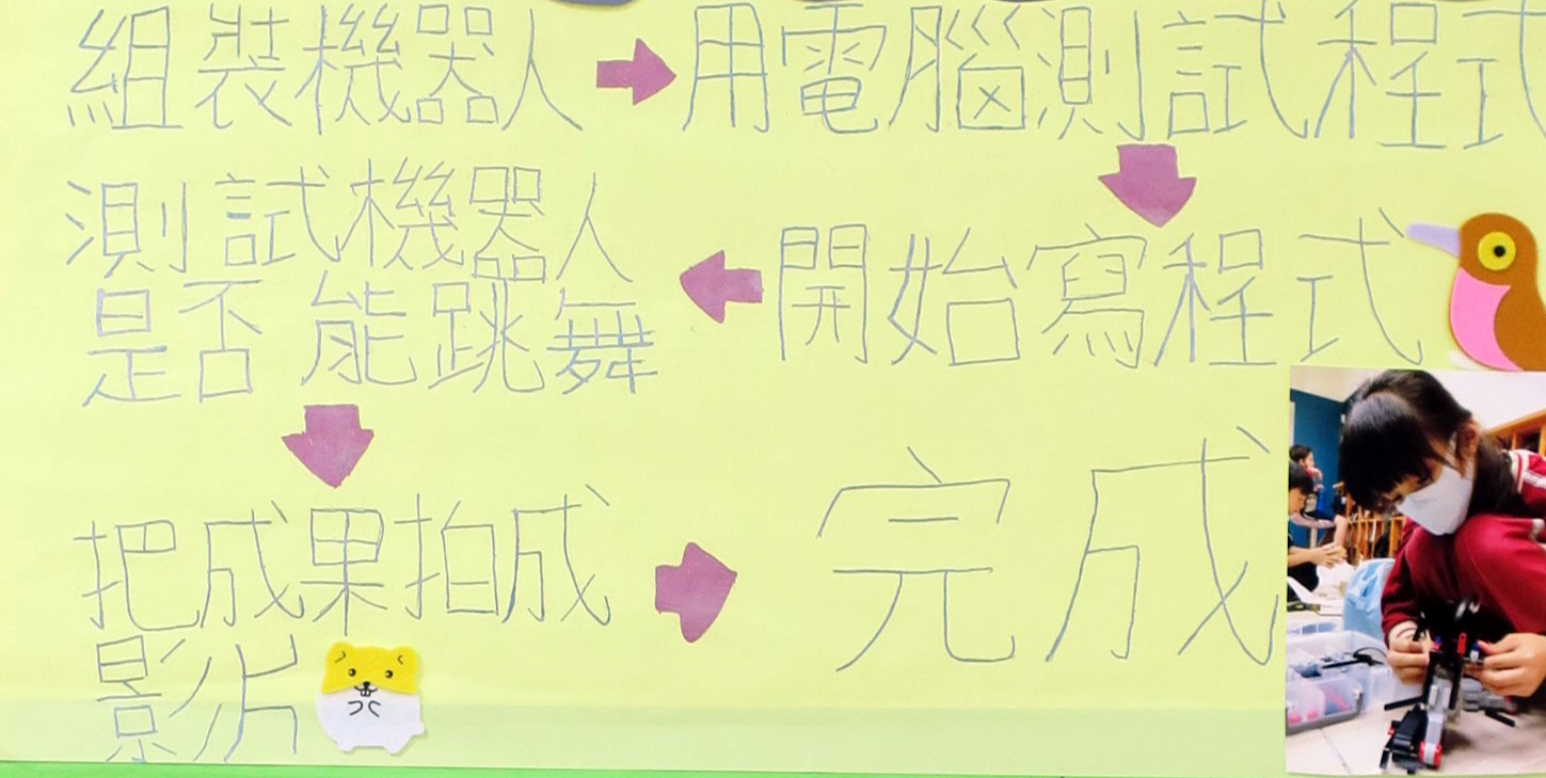 組裝機器人
用電腦測試程式
開始寫程式
測試機器人
是否能跳舞
把成果拍成
影片
完成